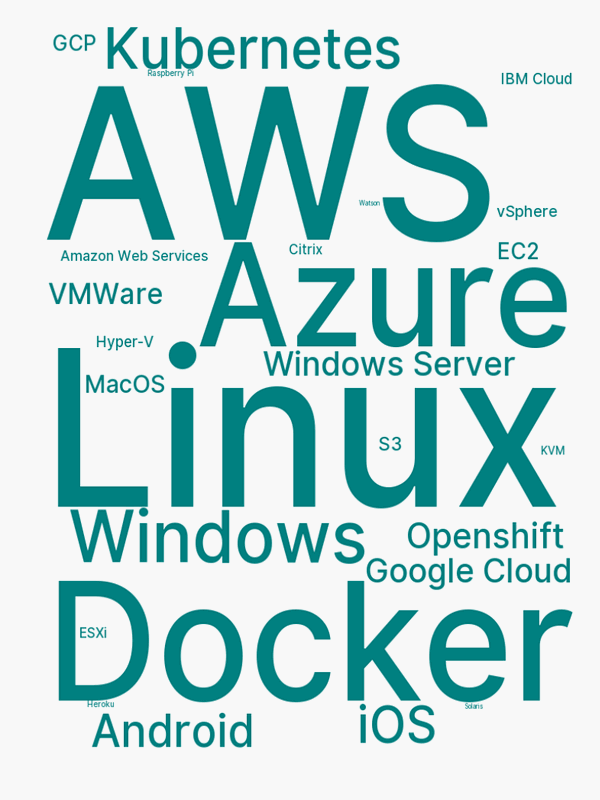 GCP
Kubernetes
Raspberry Pi
IBM Cloud
AWS
Watson
vSphere
Amazon Web Services
Citrix
EC2
VMWare
Azure
Hyper-V
Windows Server
MacOS
Linux
S3
KVM
Windows
Openshift
Google Cloud
Docker
ESXi
Heroku
Solaris
Android
iOS